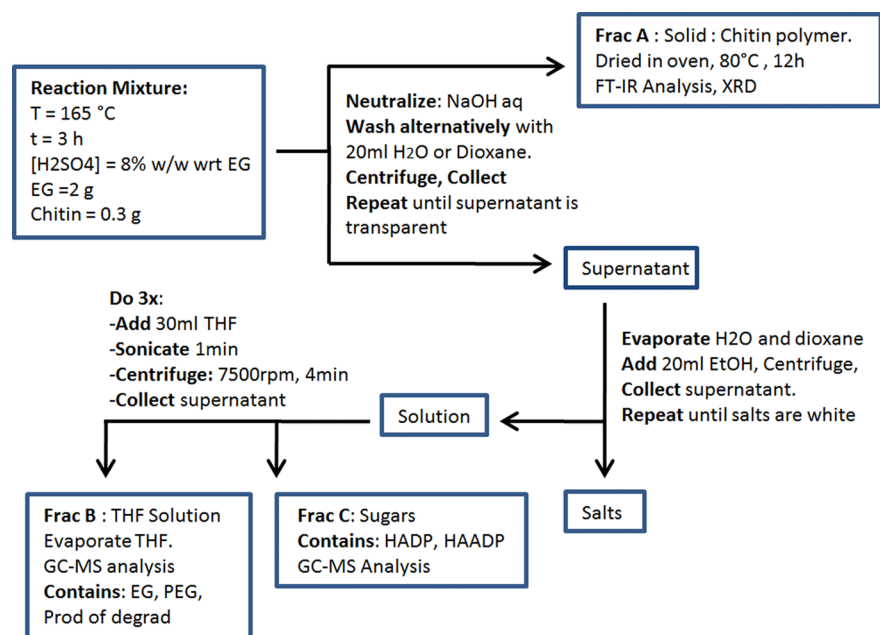 Reaction Mixture:
T = 165 °C
t = 3 h
[H2SO4] = 8% w/w wrt EG
EG =2 g
Chitin = 0.3 g
Neutralize: NaOH aq
Wash alternatively with
20ml H2O or Dioxane.
Centrifuge, Collect
Repeat until supernatant is
transparent
Frac A : Solid : Chitin polymer.
Dried in oven, 80°C , 12h
FT-IR Analysis, XRD
Supernatant
Evaporate H2O and dioxane
Add 20ml EtOH, Centrifuge,
Collect supernatant.
Repeat until salts are white
Do 3x:
-Add 30ml THF
-Sonicate 1min
-Centrifuge: 7500rpm, 4min
-Collect supernatant
Solution
Salts
Frac B : THF Solution
Evaporate THF.
GC-MS analysis
Contains: EG, PEG,
Prod of degrad
Frac C: Sugars
Contains: HADP, HAADP
GC-MS Analysis